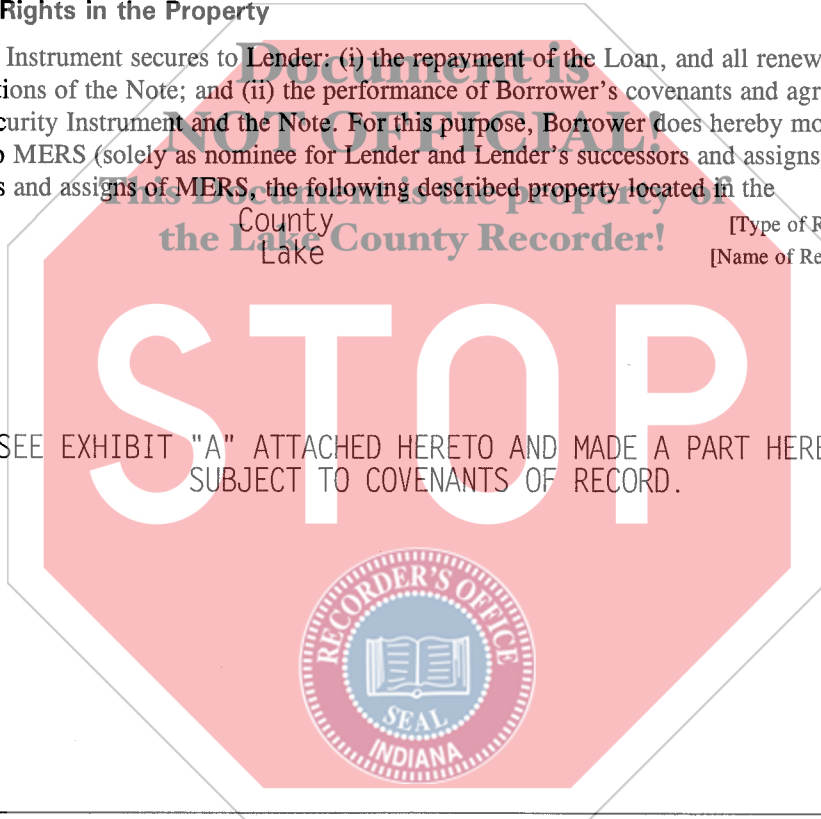 Rights in the Property
Instrument secures to Lender: (i) the repayment of the Loan, and all renew
tions of the Note; and (ii) the performance of Borrower's covenants and agr
curity Instrument and the Note. For this purpose, Borrower does hereby mo
o MERS (solely as nominee for Lender and Lender's successors and assigns
s and assigns of MERS, the following described property located in the
County [Type of R
Lake [Name of Re
Document is
NOT OFFICIAL!
This Document is the property of
the Lake County Recorder!
STOP
SEE EXHIBIT "A" ATTACHED HERETO AND MADE A PART HERE
SUBJECT TO COVENANTS OF RECORD.
RECORDER'S OFFICE
SEAL
INDIANA